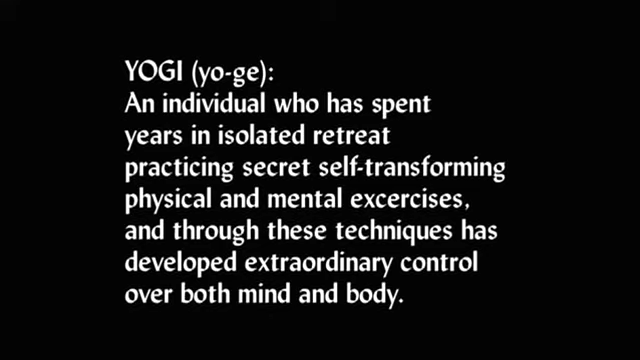 YOGI (yo-ge):
An individual who has spent
years in isolated retreat
practicing secret self-transforming
physical and mental excercises,
and through these techniques has
developed extraordinary control
over both mind and body.